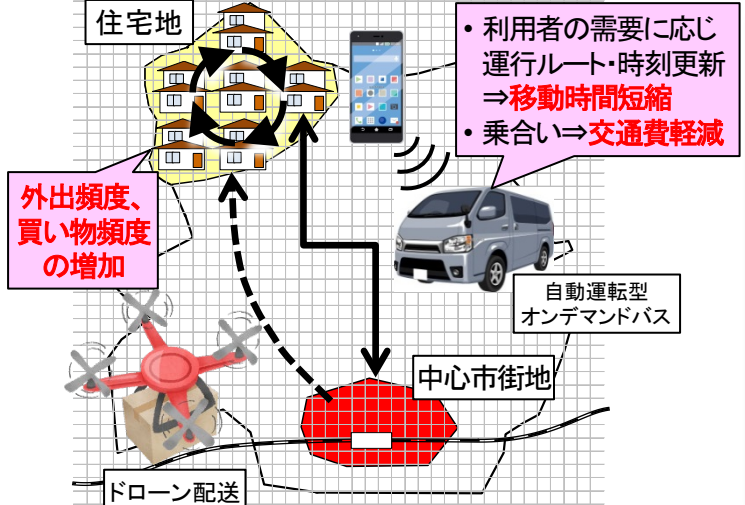 住宅地
・利用者の需要に応じ
運行ルート・時刻更新
⇒移動時間短縮
・乗合い⇒交通費軽減
外出頻度、
買い物頻度
の増加
自動運転型
オンデマンドバス
中心市街地
ドローン配送